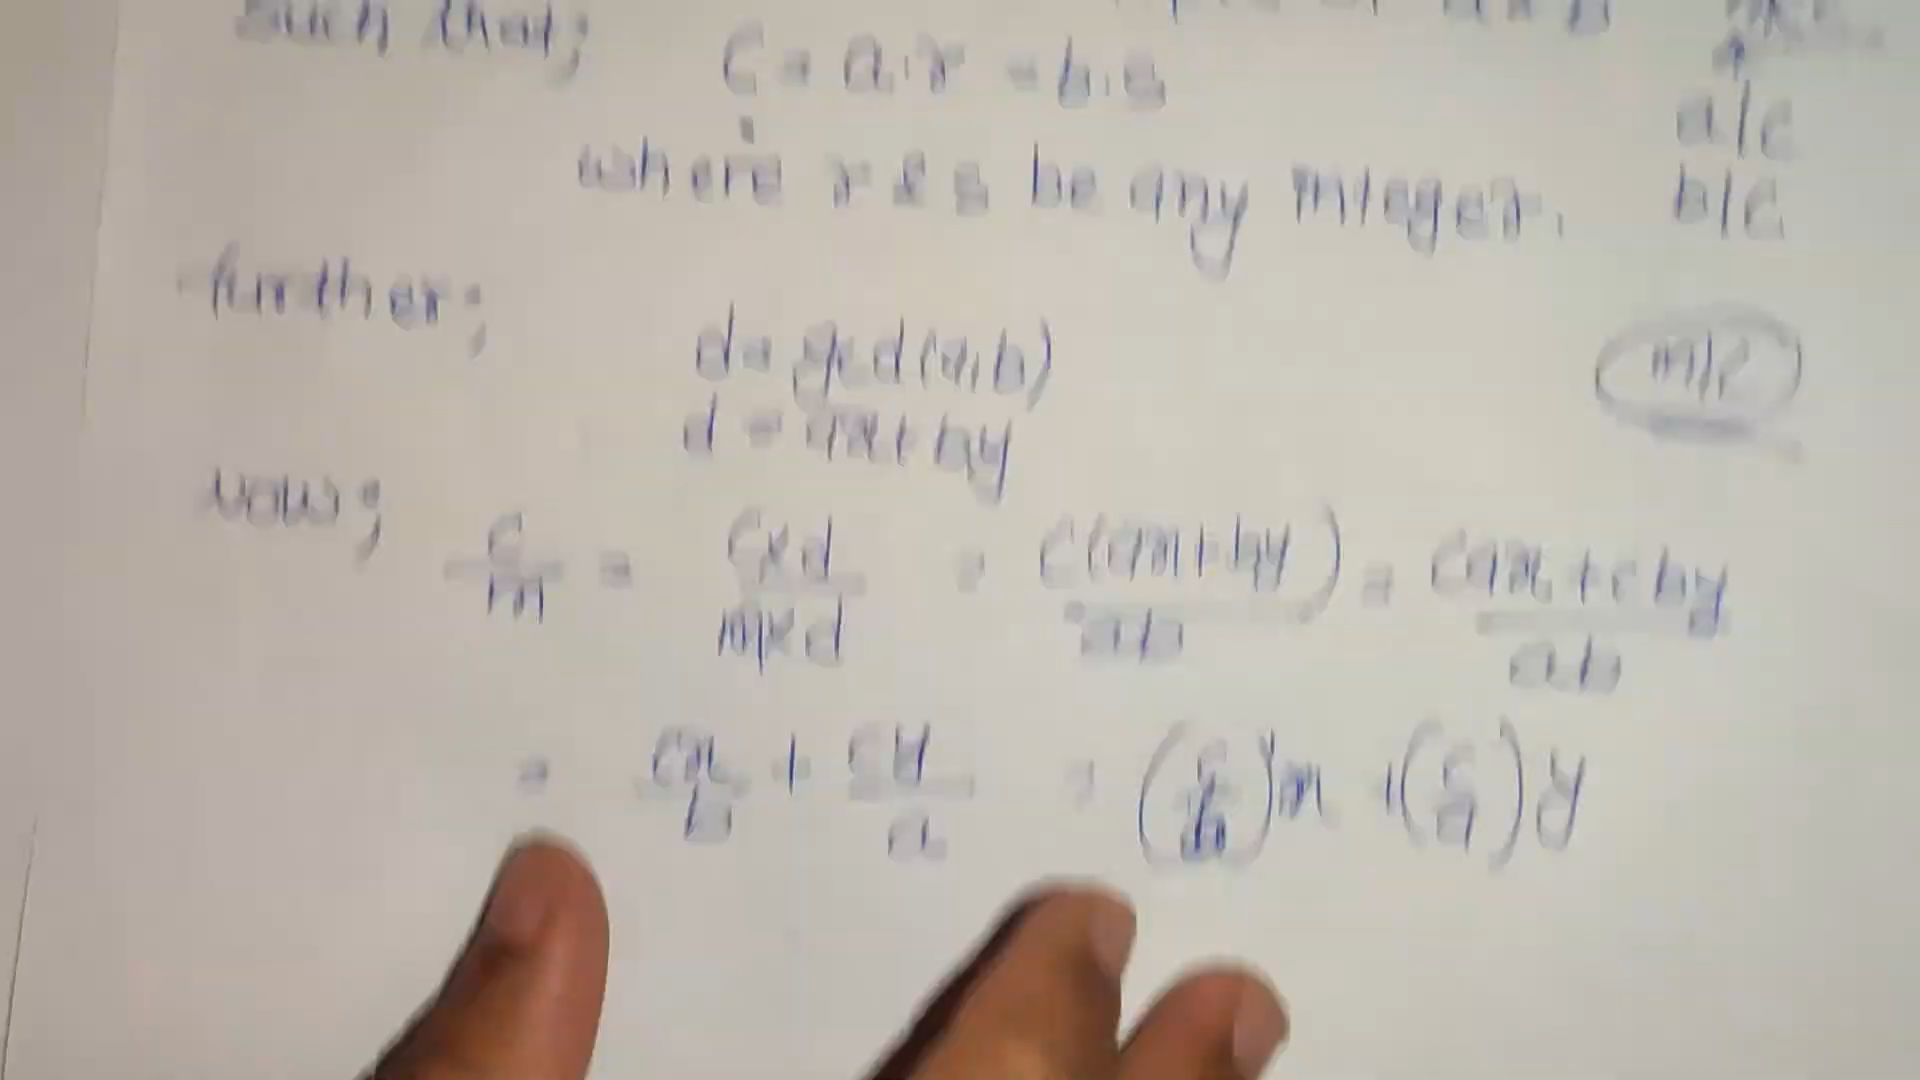 such that;
c = a.r = b.s
a/c
where r & s be any integer.
b/c
further;
d = gcd(a,b)
m/c
d = ax + by
now;
c/m = c×d/m×d = c(ax+by)/ab = cax + cby/ab
= cx/b + cy/a = (c/b)x + (c/a)y